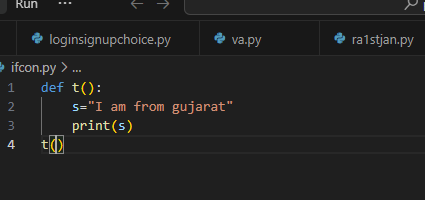 Run
loginsignupchoice.py va.py ra1stjan.py
ifcon.py > ...
1 def t():
2 s="I am from gujarat"
3 print(s)
4 t()